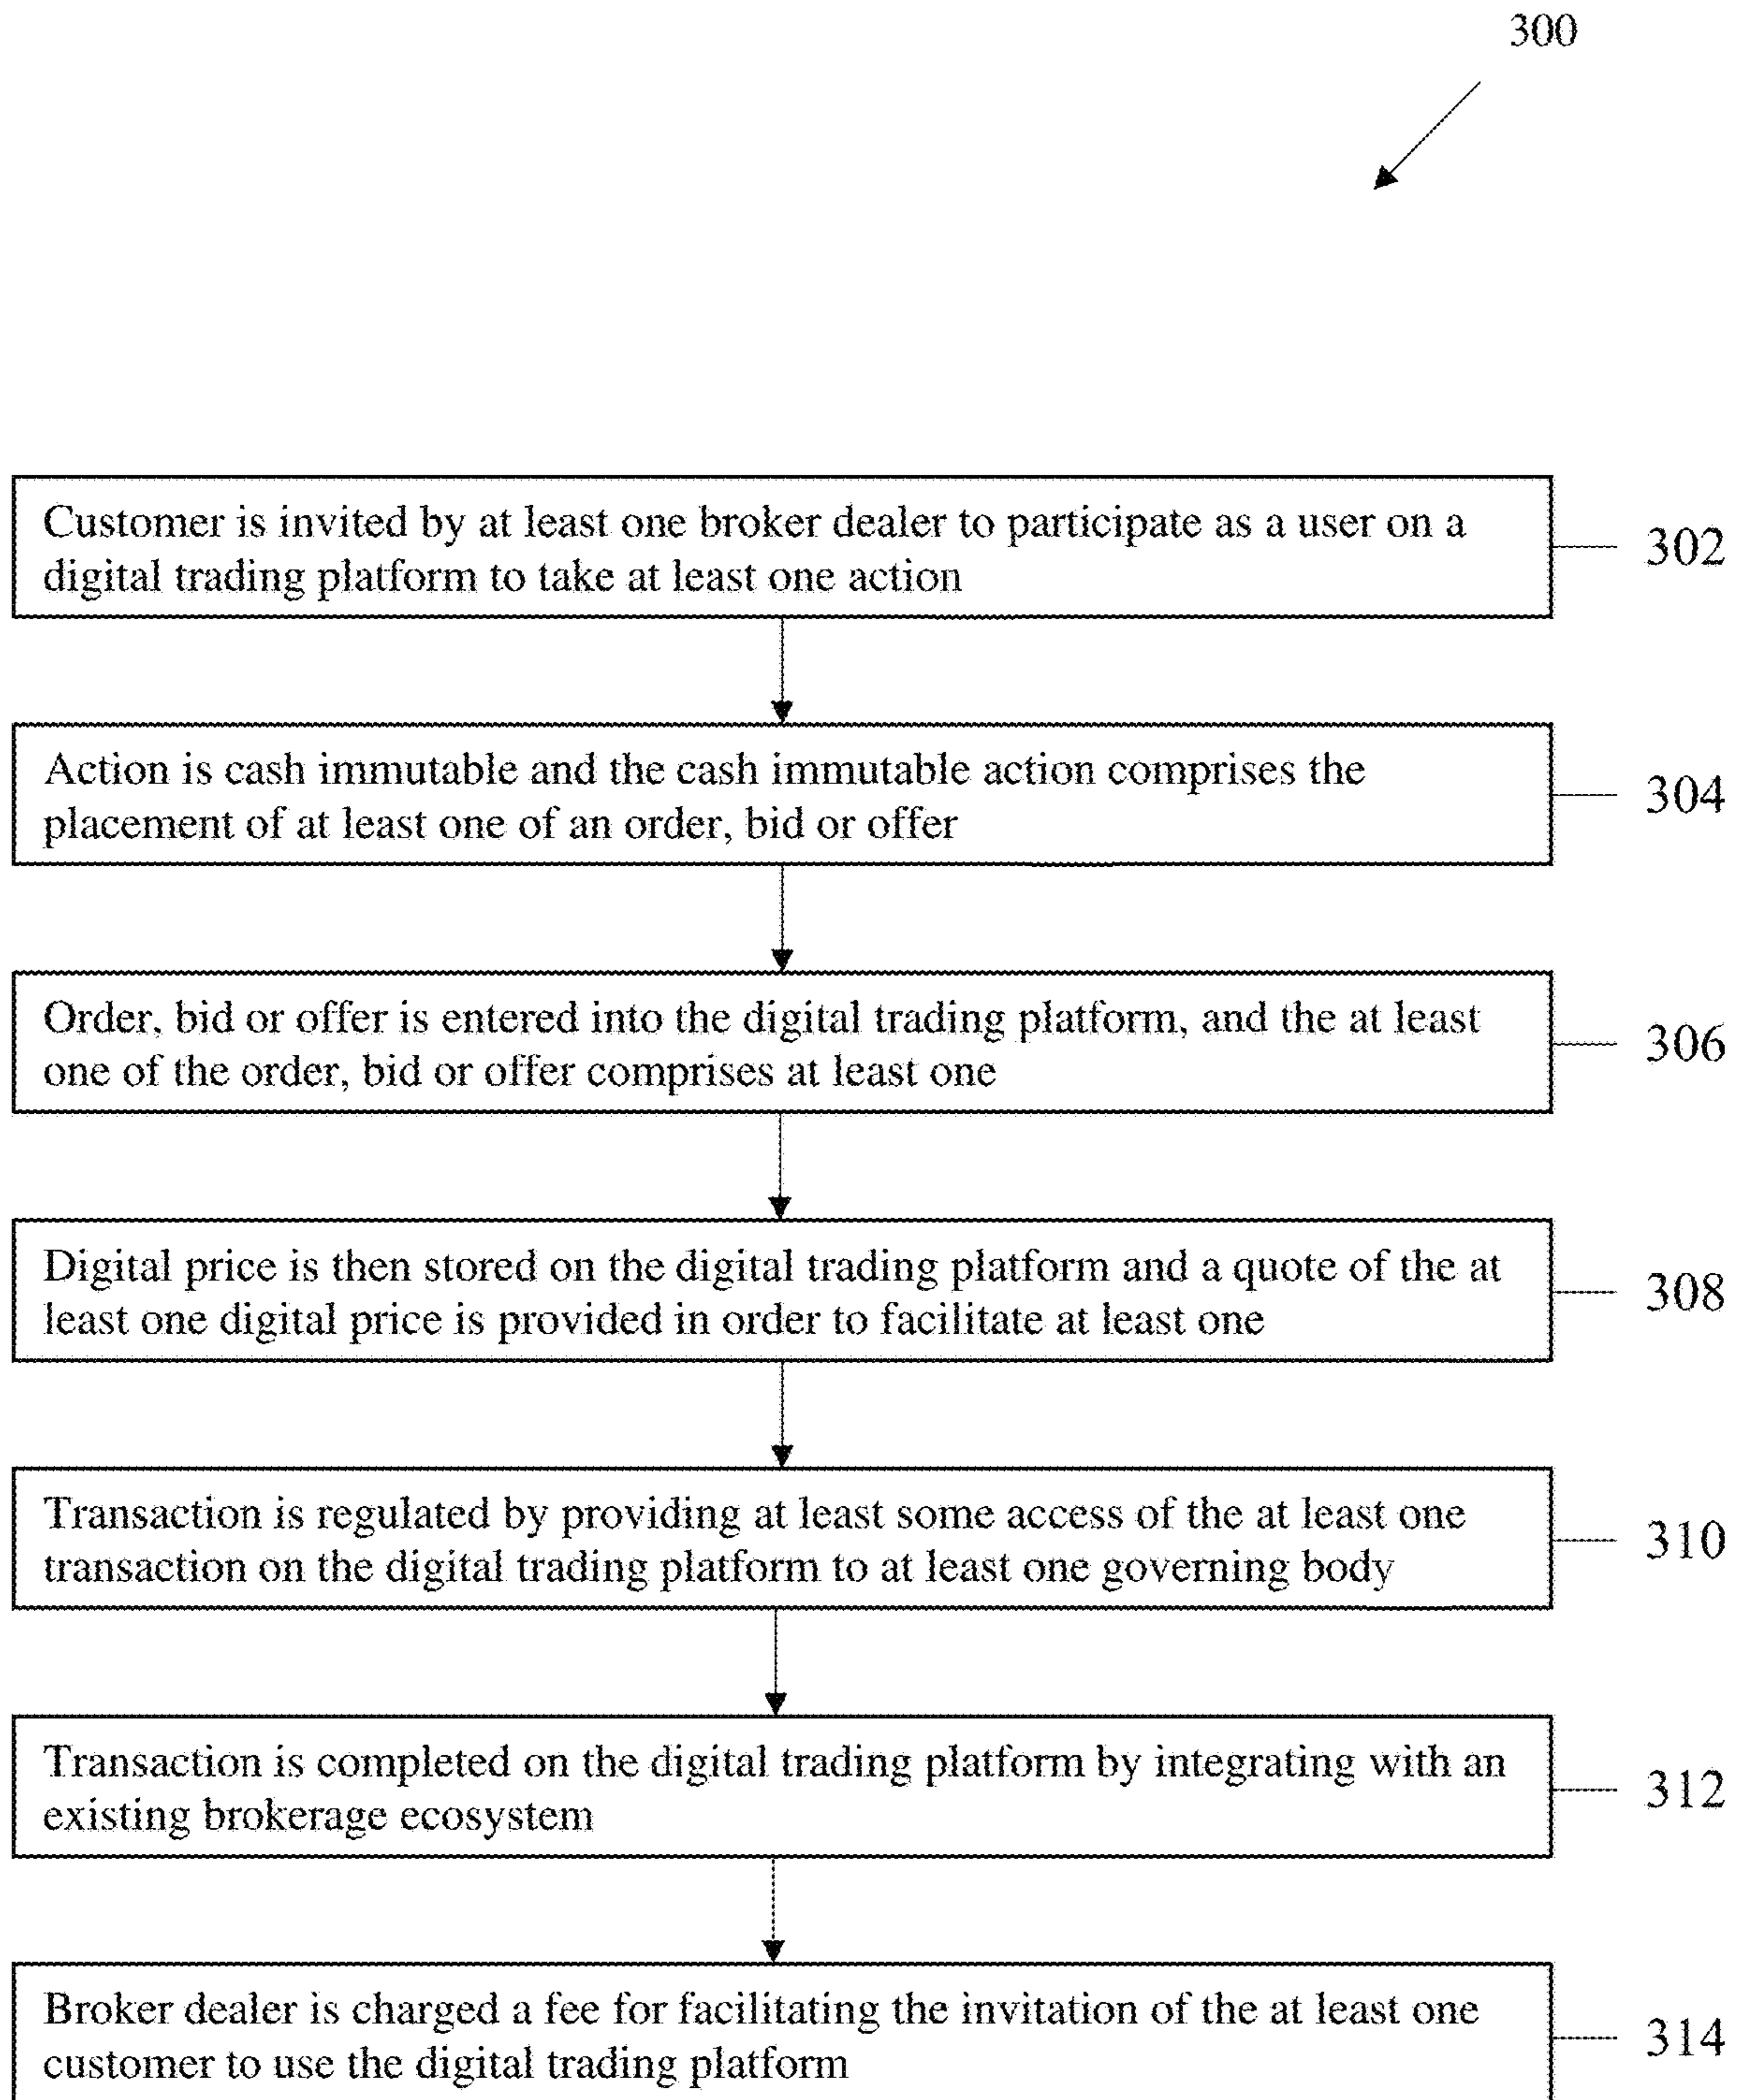 300
Customer is invited by at least one broker dealer to participate as a user on a
digital trading platform to take at least one action
302
Action is cash immutable and the cash immutable action comprises the
placement of at least one of an order, bid or offer
304
Order, bid or offer is entered into the digital trading platform, and the at least
one of the order, bid or offer comprises at least one
306
Digital price is then stored on the digital trading platform and a quote of the at
least one digital price is provided in order to facilitate at least one
308
Transaction is regulated by providing at least some access of the at least one
transaction on the digital trading platform to at least one governing body
310
Transaction is completed on the digital trading platform by integrating with an
existing brokerage ecosystem
312
Broker dealer is charged a fee for facilitating the invitation of the at least one
customer to use the digital trading platform
314